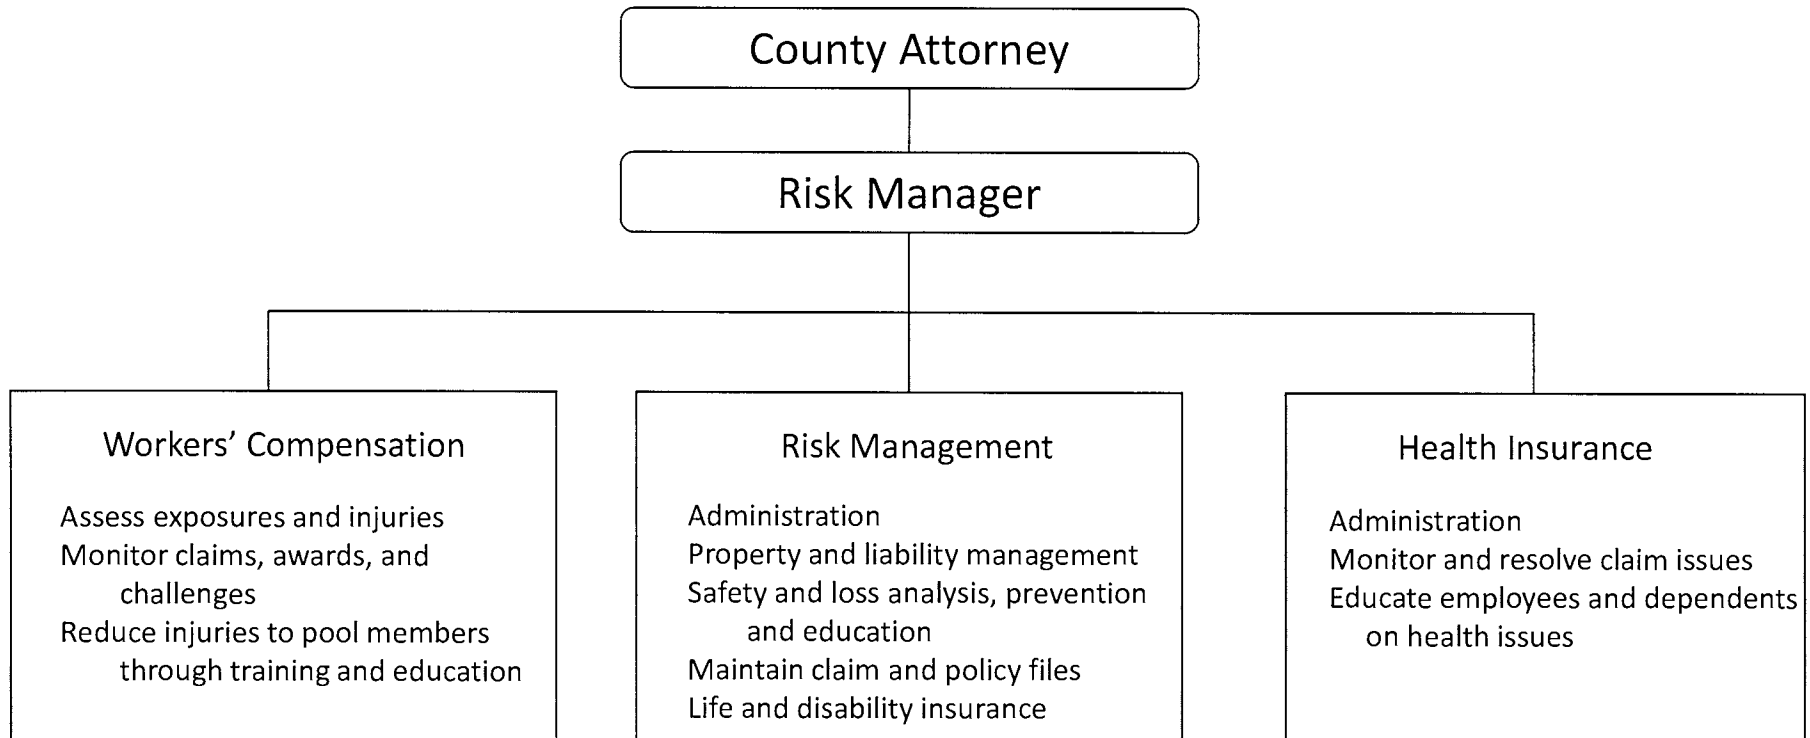 County Attorney
Risk Manager
Workers’ Compensation
Assess exposures and injuries
Monitor claims, awards, and
challenges
Reduce injuries to pool members
through training and education
Risk Management
Administration
Property and liability management
Safety and loss analysis, prevention
and education
Maintain claim and policy files
Life and disability insurance
Health Insurance
Administration
Monitor and resolve claim issues
Educate employees and dependents
on health issues